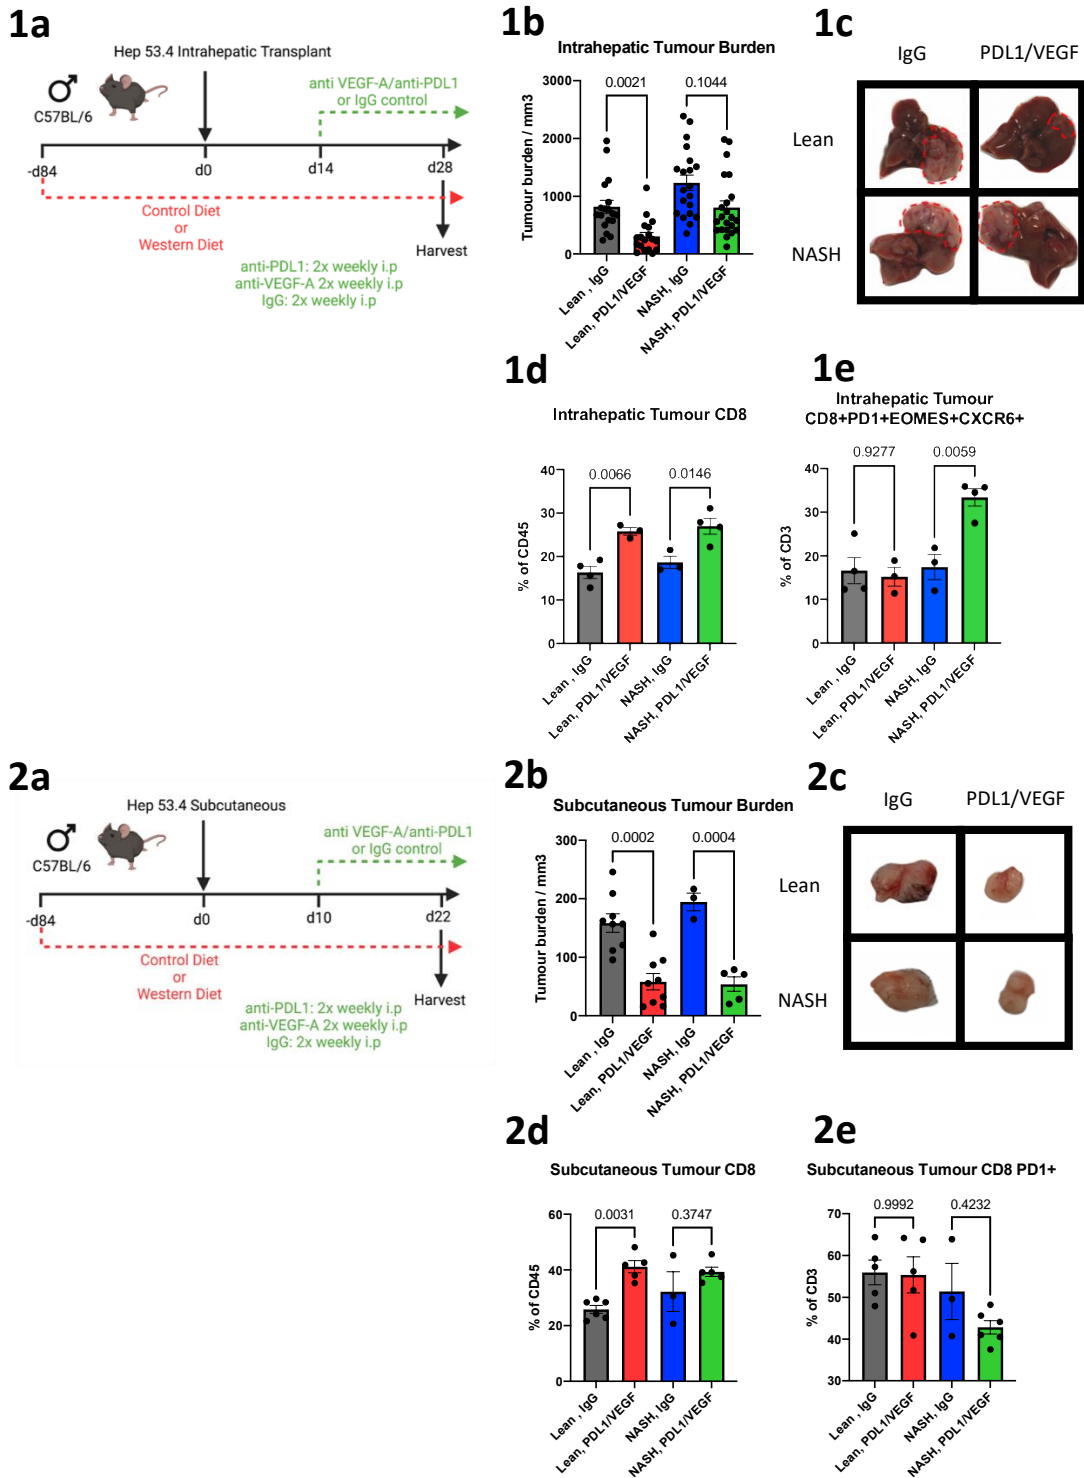 1a
Hep 53.4 Intrahepatic Transplant
C57BL/6
anti VEGF-A/anti-PDL1
or IgG control
-d84
d0
d14
d28
Control Diet
or
Western Diet
Harvest
anti-PDL1: 2x weekly i.p
anti-VEGF-A 2x weekly i.p
IgG: 2x weekly i.p
1b
Intrahepatic Tumour Burden
Tumour burden / mm3
3000
2000
1000
0
0.0021
0.1044
Lean , IgG
Lean, PDL1/VEGF
NASH, IgG
NASH, PDL1/VEGF
1c
IgG
PDL1/VEGF
Lean
NASH
1d
Intrahepatic Tumour CD8
% of CD45
40
30
20
10
0
0.0066
0.0146
Lean , IgG
Lean, PDL1/VEGF
NASH, IgG
NASH, PDL1/VEGF
1e
Intrahepatic Tumour
CD8+PD1+EOMES+CXCR6+
% of CD3
40
30
20
10
0
0.9277
0.0059
Lean , IgG
Lean, PDL1/VEGF
NASH, IgG
NASH, PDL1/VEGF
2a
Hep 53.4 Subcutaneous
C57BL/6
anti VEGF-A/anti-PDL1
or IgG control
-d84
d0
d10
d22
Control Diet
or
Western Diet
Harvest
anti-PDL1: 2x weekly i.p
anti-VEGF-A 2x weekly i.p
IgG: 2x weekly i.p
2b
Subcutaneous Tumour Burden
Tumour burden / mm3
300
200
100
0
0.0002
0.0004
Lean , IgG
Lean, PDL1/VEGF
NASH, IgG
NASH, PDL1/VEGF
2c
IgG
PDL1/VEGF
Lean
NASH
2d
Subcutaneous Tumour CD8
% of CD45
60
40
20
0
0.0031
0.3747
Lean , IgG
Lean, PDL1/VEGF
NASH, IgG
NASH, PDL1/VEGF
2e
Subcutaneous Tumour CD8 PD1+
% of CD3
70
60
50
40
30
0.9992
0.4232
Lean , IgG
Lean, PDL1/VEGF
NASH, IgG
NASH, PDL1/VEGF